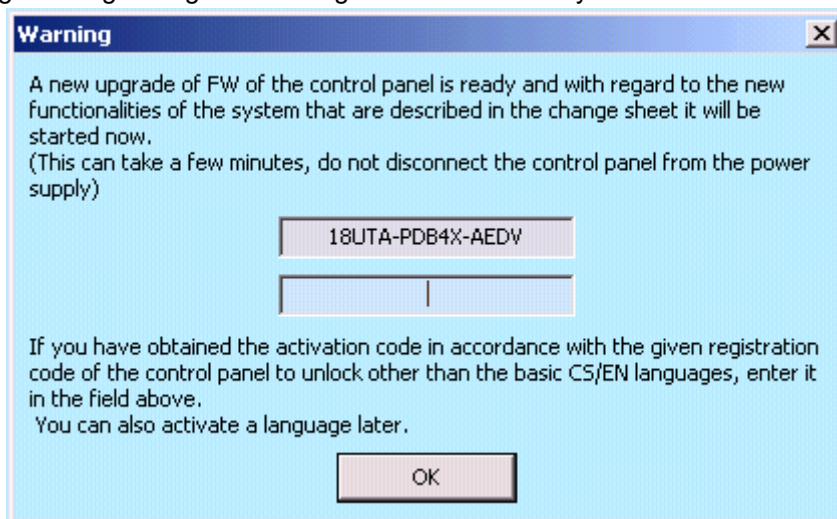 Warning
A new upgrade of FW of the control panel is ready and with regard to the new
functionalities of the system that are described in the change sheet it will be
started now.
(This can take a few minutes, do not disconnect the control panel from the power
supply)
18UTA-PDB4X-AEDV
If you have obtained the activation code in accordance with the given registration
code of the control panel to unlock other than the basic CS/EN languages, enter it
in the field above.
You can also activate a language later.
OK